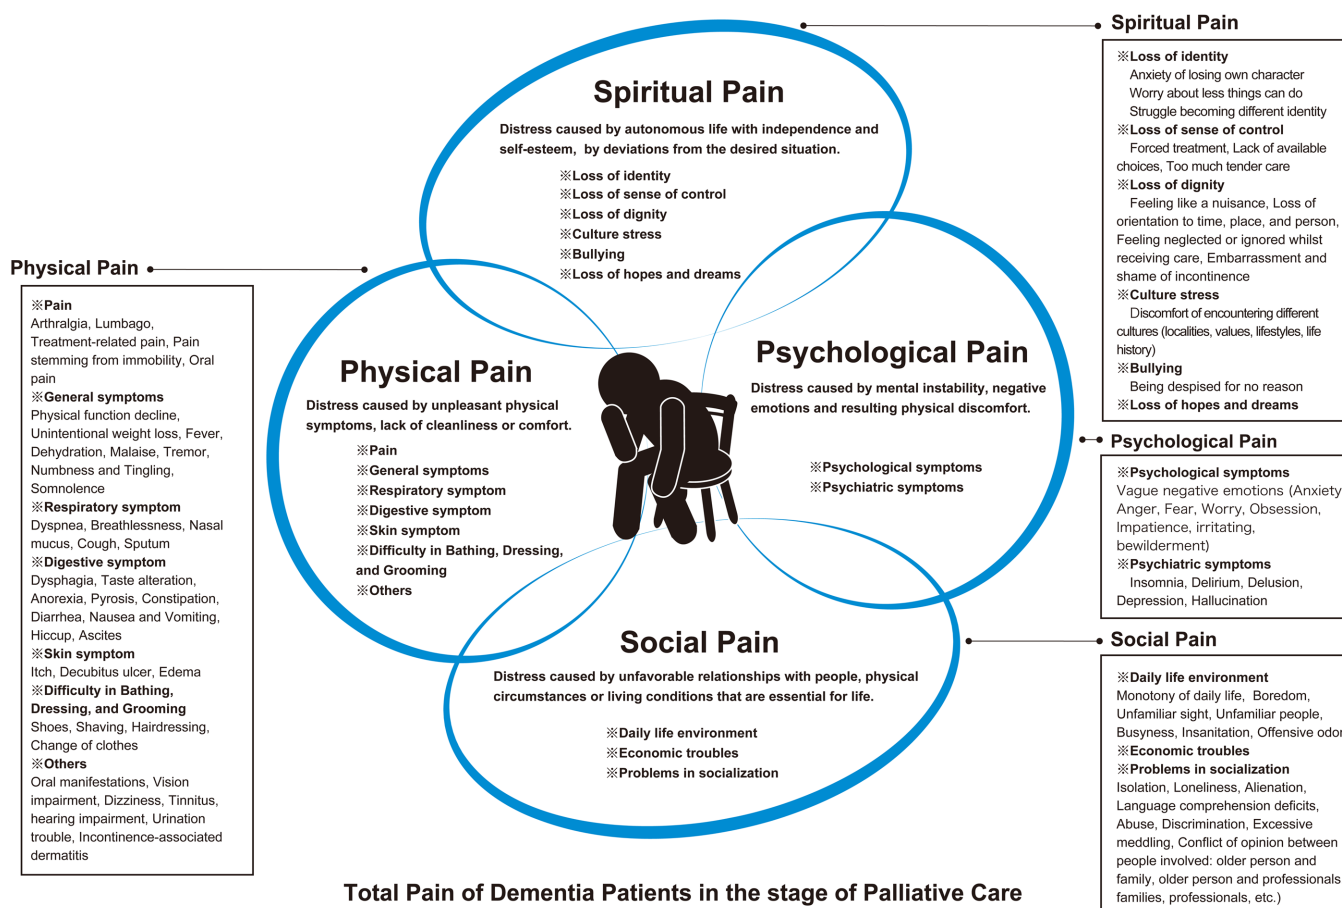 Spiritual Pain
Distress caused by autonomous life with independence and
self-esteem, by deviations from the desired situation.
※Loss of identity
※Loss of sense of control
※Loss of dignity
※Culture stress
※Bullying
※Loss of hopes and dreams
Physical Pain
Distress caused by unpleasant physical
symptoms, lack of cleanliness or comfort.
※Pain
※General symptoms
※Respiratory symptom
※Digestive symptom
※Skin symptom
※Difficulty in Bathing, Dressing,
and Grooming
※Others
Psychological Pain
Distress caused by mental instability, negative
emotions and resulting physical discomfort.
※Psychological symptoms
※Psychiatric symptoms
Social Pain
Distress caused by unfavorable relationships with people, physical
circumstances or living conditions that are essential for life.
※Daily life environment
※Economic troubles
※Problems in socialization
Physical Pain
※Pain
Arthralgia, Lumbago,
Treatment-related pain, Pain
stemming from immobility, Oral
pain
※General symptoms
Physical function decline,
Unintentional weight loss, Fever,
Dehydration, Malaise, Tremor,
Numbness and Tingling,
Somnolence
※Respiratory symptom
Dyspnea, Breathlessness, Nasal
mucus, Cough, Sputum
※Digestive symptom
Dysphagia, Taste alteration,
Anorexia, Pyrosis, Constipation,
Diarrhea, Nausea and Vomiting,
Hiccup, Ascites
※Skin symptom
Itch, Decubitus ulcer, Edema
※Difficulty in Bathing,
Dressing, and Grooming
Shoes, Shaving, Hairdressing,
Change of clothes
※Others
Oral manifestations, Vision
impairment, Dizziness, Tinnitus,
hearing impairment, Urination
trouble, Incontinence-associated
dermatitis
Spiritual Pain
※Loss of identity
Anxiety of losing own character
Worry about less things can do
Struggle becoming different identity
※Loss of sense of control
Forced treatment, Lack of available
choices, Too much tender care
※Loss of dignity
Feeling like a nuisance, Loss of
orientation to time, place, and person,
Feeling neglected or ignored whilst
receiving care, Embarrassment and
shame of incontinence
※Culture stress
Discomfort of encountering different
cultures (localities, values, lifestyles, life
history)
※Bullying
Being despised for no reason
※Loss of hopes and dreams
Psychological Pain
※Psychological symptoms
Vague negative emotions (Anxiety
Anger, Fear, Worry, Obsession,
Impatience, irritating,
bewilderment)
※Psychiatric symptoms
Insomnia, Delirium, Delusion,
Depression, Hallucination
Social Pain
※Daily life environment
Monotony of daily life, Boredom,
Unfamiliar sight, Unfamiliar people,
Busyness, Insanitation, Offensive odor
※Economic troubles
※Problems in socialization
Isolation, Loneliness, Alienation,
Language comprehension deficits,
Abuse, Discrimination, Excessive
meddling, Conflict of opinion between
people involved: older person and
family, older person and professionals
families, professionals, etc.)
Total Pain of Dementia Patients in the stage of Palliative Care